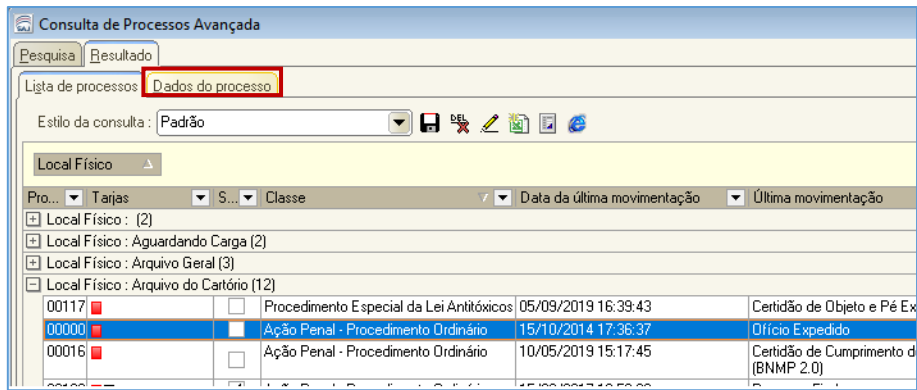 Consulta de Processos Avançada
Pesquisa Resultado
Lista de processos Dados do processo
Estilo da consulta : Padrão DEL
Local Físico
Pro... Tarjas S... Classe Data da última movimentação Última movimentação
Local Físico : (2)
Local Físico : Aguardando Carga (2)
Local Físico : Arquivo Geral (3)
Local Físico : Arquivo do Cartório (12)
00117 Procedimento Especial da Lei Antitóxicos 05/09/2019 16:39:43 Certidão de Objeto e Pé Ex
00000 Ação Penal - Procedimento Ordinário 15/10/2014 17:36:37 Ofício Expedido
00016 Ação Penal - Procedimento Ordinário 10/05/2019 15:17:45 Certidão de Cumprimento d
(BNMP 2.0)